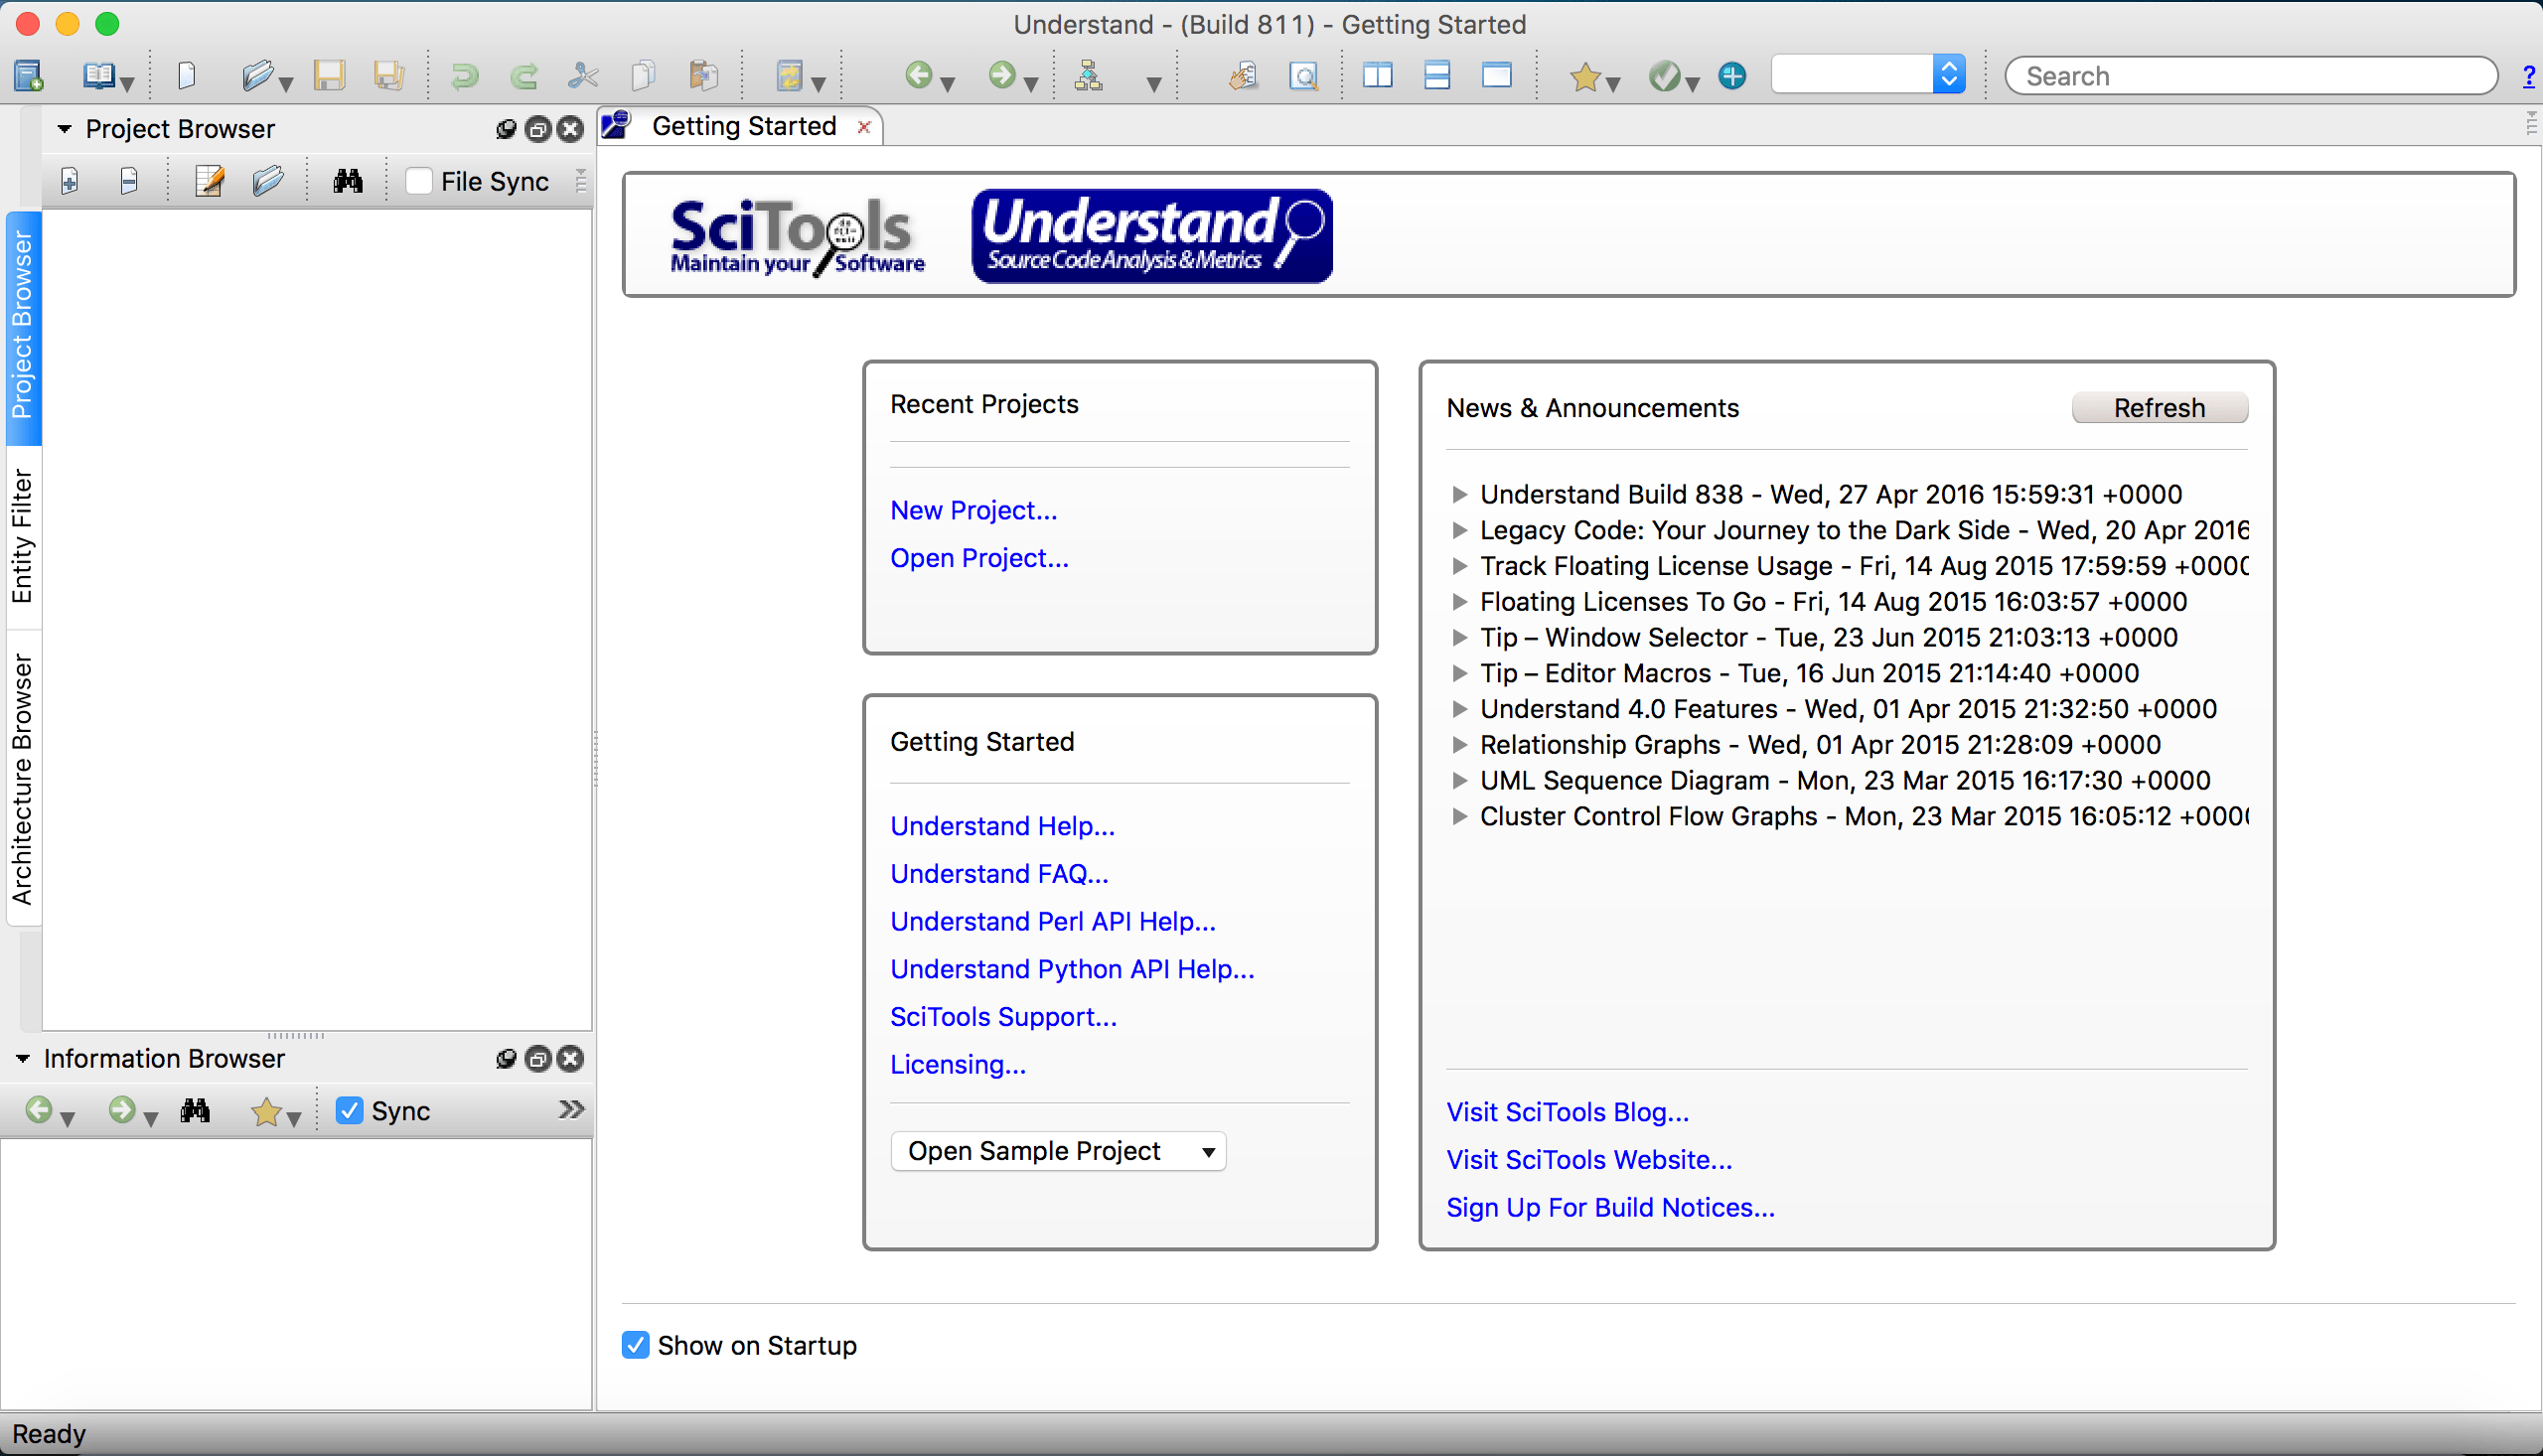 Understand - (Build 811) - Getting Started
Search
?
Project Browser
Getting Started
File Sync
Project Browser
Entity Filter
Architecture Browser
SciTools
Maintain your Software
Understand
Source Code Analysis & Metrics
Recent Projects
New Project...
Open Project...
Getting Started
Understand Help...
Understand FAQ...
Understand Perl API Help...
Understand Python API Help...
SciTools Support...
Licensing...
Open Sample Project
News & Announcements
Refresh
Understand Build 838 - Wed, 27 Apr 2016 15:59:31 +0000
Legacy Code: Your Journey to the Dark Side - Wed, 20 Apr 2016
Track Floating License Usage - Fri, 14 Aug 2015 17:59:59 +0000
Floating Licenses To Go - Fri, 14 Aug 2015 16:03:57 +0000
Tip – Window Selector - Tue, 23 Jun 2015 21:03:13 +0000
Tip – Editor Macros - Tue, 16 Jun 2015 21:14:40 +0000
Understand 4.0 Features - Wed, 01 Apr 2015 21:32:50 +0000
Relationship Graphs - Wed, 01 Apr 2015 21:28:09 +0000
UML Sequence Diagram - Mon, 23 Mar 2015 16:17:30 +0000
Cluster Control Flow Graphs - Mon, 23 Mar 2015 16:05:12 +0000
Visit SciTools Blog...
Visit SciTools Website...
Sign Up For Build Notices...
Information Browser
Sync
Show on Startup
Ready